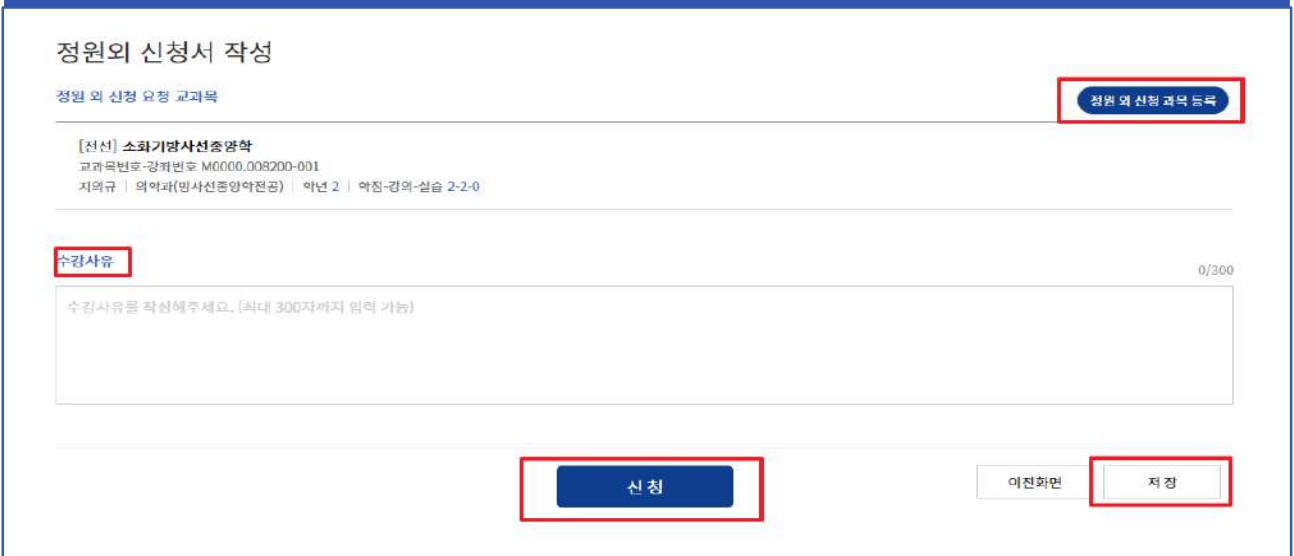 정원외 신청서 작성
정원 외 신청 요청 교과목
정원 외 신청 과목 등록
[전선] 소화기방사선종양학
교과목번호-강좌번호 M0000.008200-001
지의규 | 의학과(방사선종양학전공) | 학년 2 | 학점-강의-실습 2-2-0
수강사유
0/300
수강사유를 작성해주세요. (최대 300자까지 입력 가능)
신청
이전화면
저장